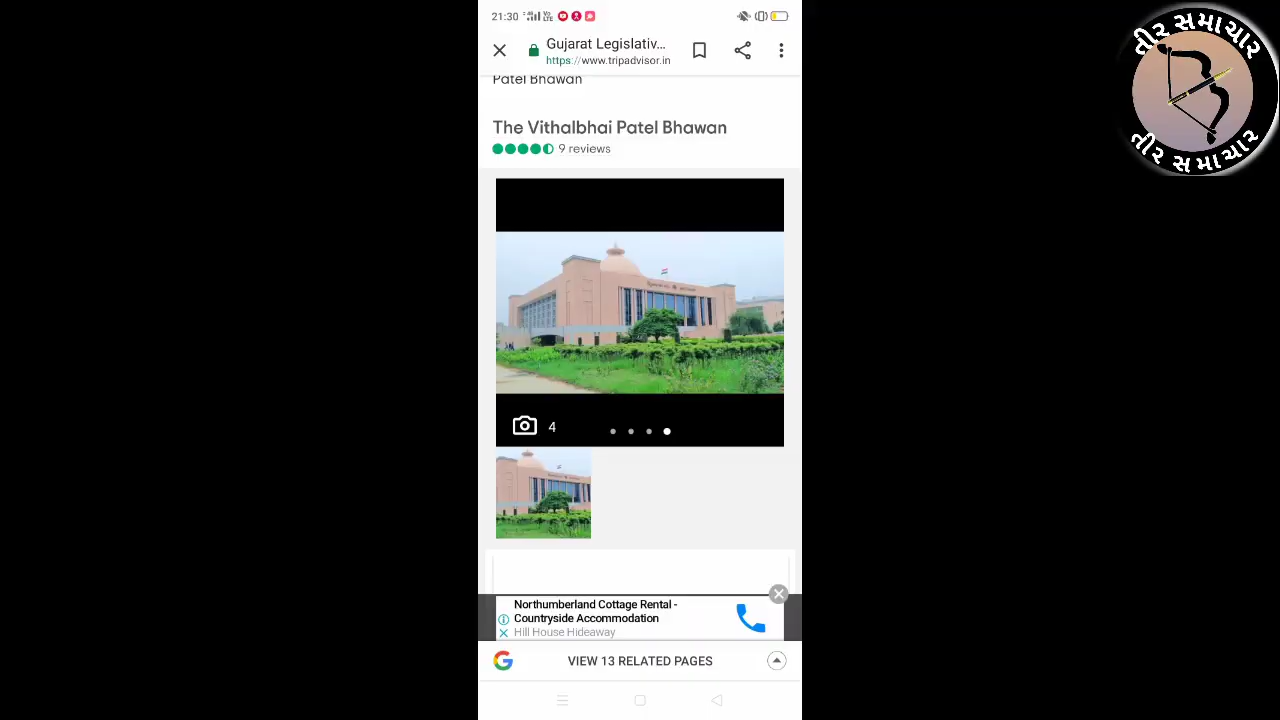 21:30
Gujarat Legislativ...
https://www.tripadvisor.in
Patel Bhawan
The Vithalbhai Patel Bhawan
9 reviews
4
Northumberland Cottage Rental -
Countryside Accommodation
Hill House Hideaway
VIEW 13 RELATED PAGES
તીર સમાચાર
તીર સમાચાર